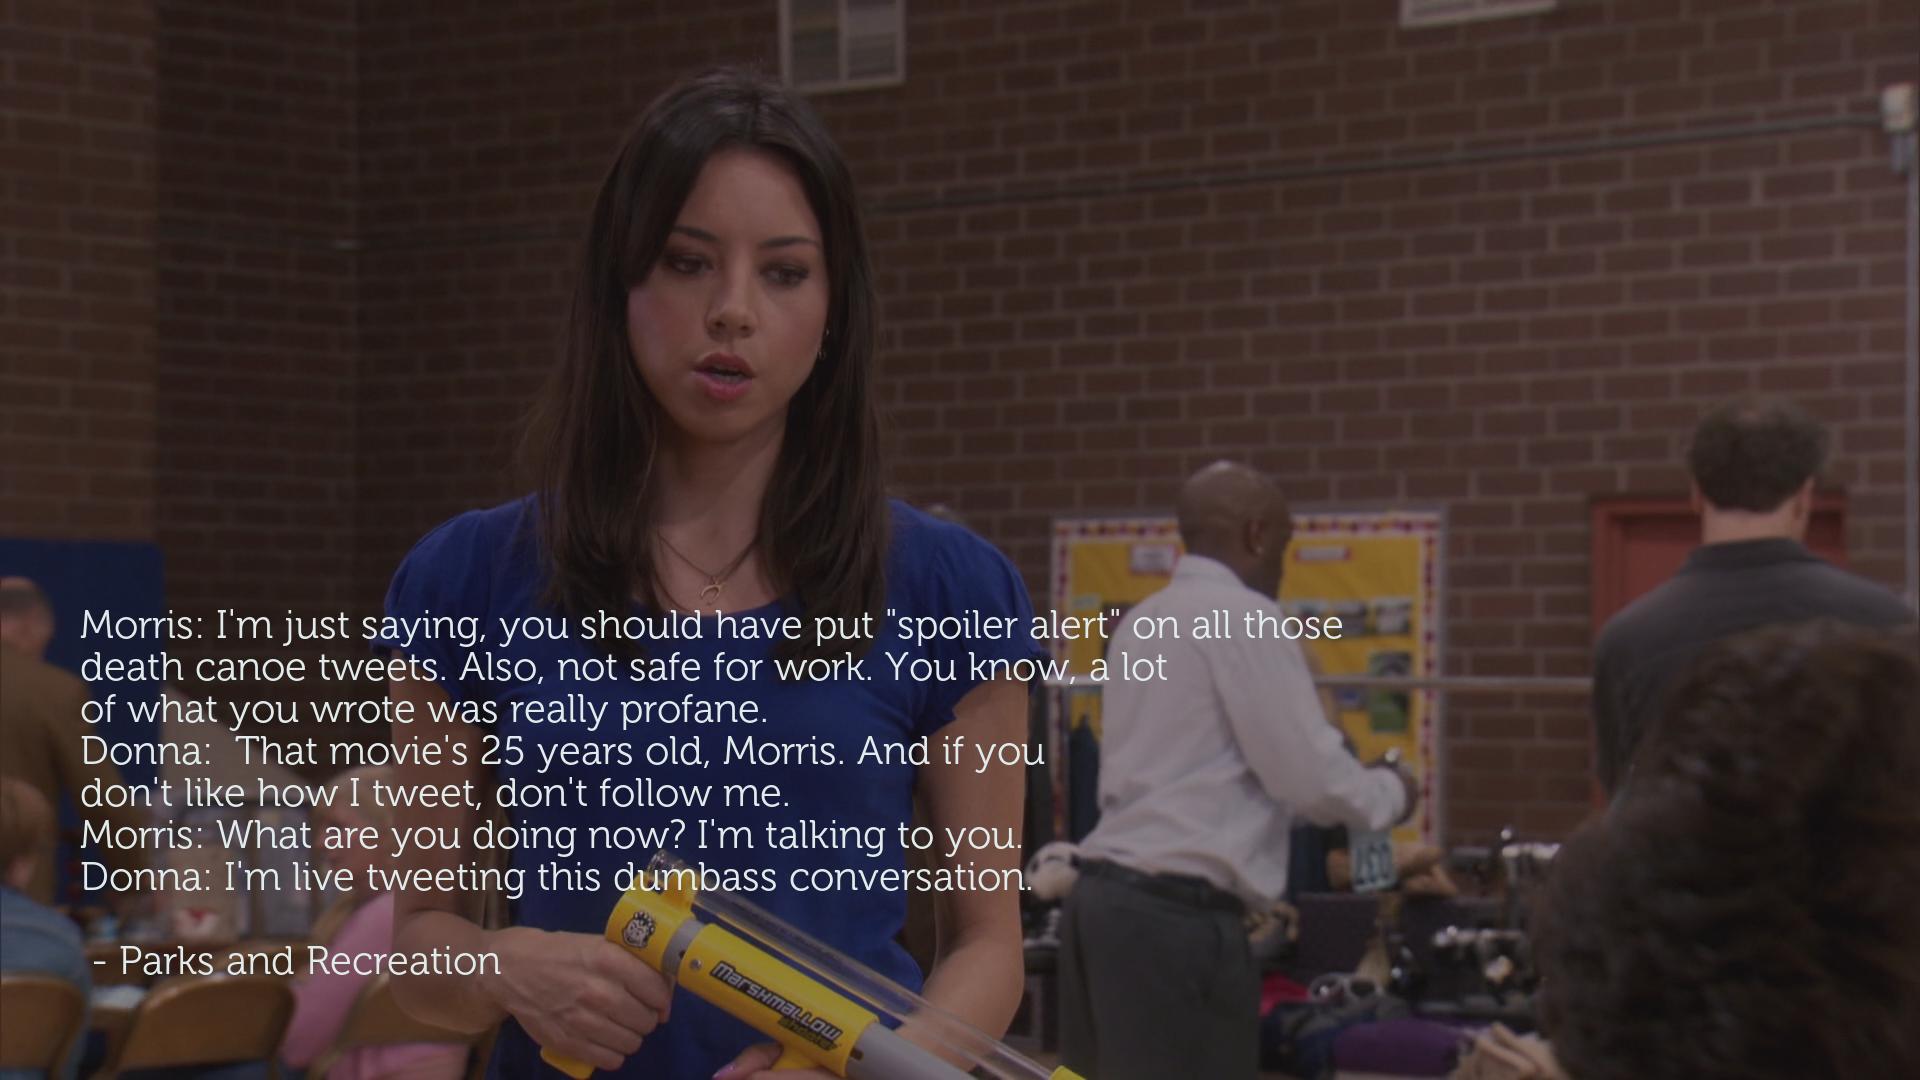 Morris: I'm just saying, you should have put "spoiler alert" on all those
death canoe tweets. Also, not safe for work. You know, a lot
of what you wrote was really profane.
Donna:  That movie's 25 years old, Morris. And if you
don't like how I tweet, don't follow me.
Morris: What are you doing now? I'm talking to you.
Donna: I'm live tweeting this dumbass conversation.
- Parks and Recreation
Marshmallow
Shooter